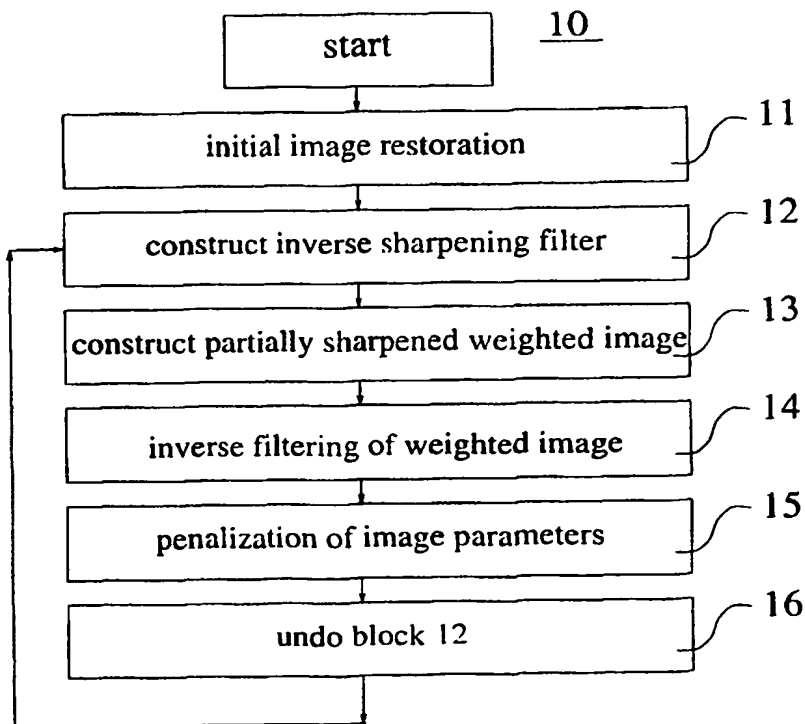 start
10
initial image restoration
11
construct inverse sharpening filter
12
construct partially sharpened weighted image
13
inverse filtering of weighted image
14
penalization of image parameters
15
undo block 12
16